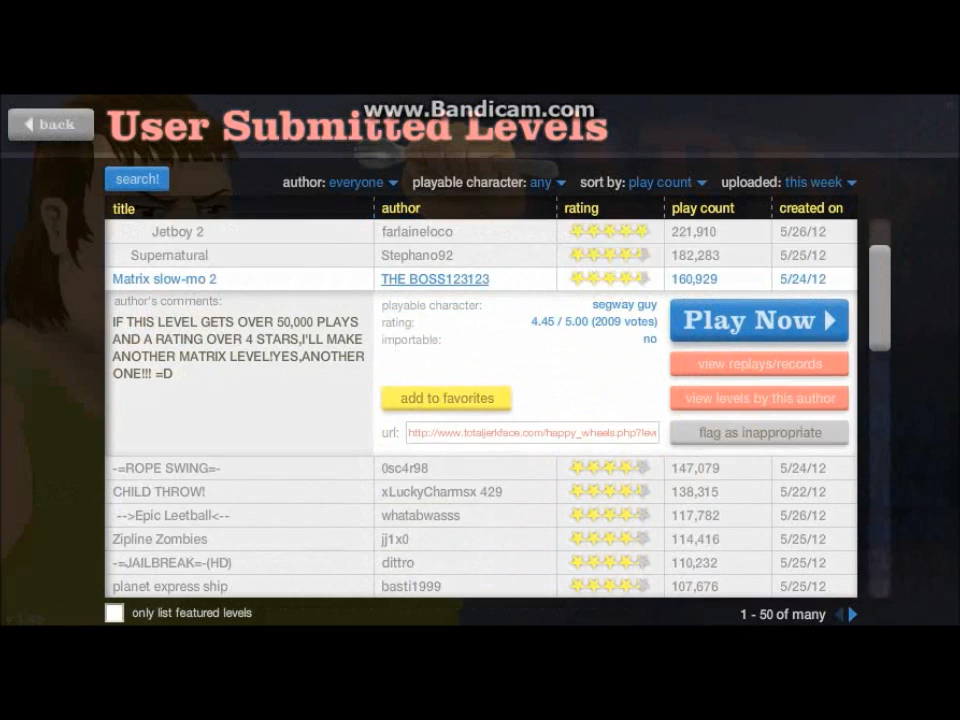 www.Bandicam.com
back
User Submitted Levels
search!
author: everyone playable character: any sort by: play count uploaded: this week
title author rating play count created on
Jetboy 2 farlaineloco 221,910 5/26/12
Supernatural Stephano92 182,283 5/25/12
Matrix slow-mo 2 THE BOSS123123 160,929 5/24/12
author's comments:
IF THIS LEVEL GETS OVER 50,000 PLAYS
AND A RATING OVER 4 STARS,I'LL MAKE
ANOTHER MATRIX LEVEL!YES,ANOTHER
ONE!!! =D
playable character: segway guy
rating: 4.45 / 5.00 (2009 votes)
importable: no
add to favorites
url: http://www.totaljerkface.com/happy_wheels.php?leve
Play Now
view replays/records
view levels by this author
flag as inappropriate
-=ROPE SWING=- 0sc4r98 147,079 5/24/12
CHILD THROW! xLuckyCharmsx 429 138,315 5/22/12
-->Epic Leetball<-- whatabwasss 117,782 5/26/12
Zipline Zombies jj1x0 114,416 5/25/12
-=JAILBREAK=-(HD) dittro 110,232 5/25/12
planet express ship basti1999 107,676 5/25/12
only list featured levels
1 - 50 of many